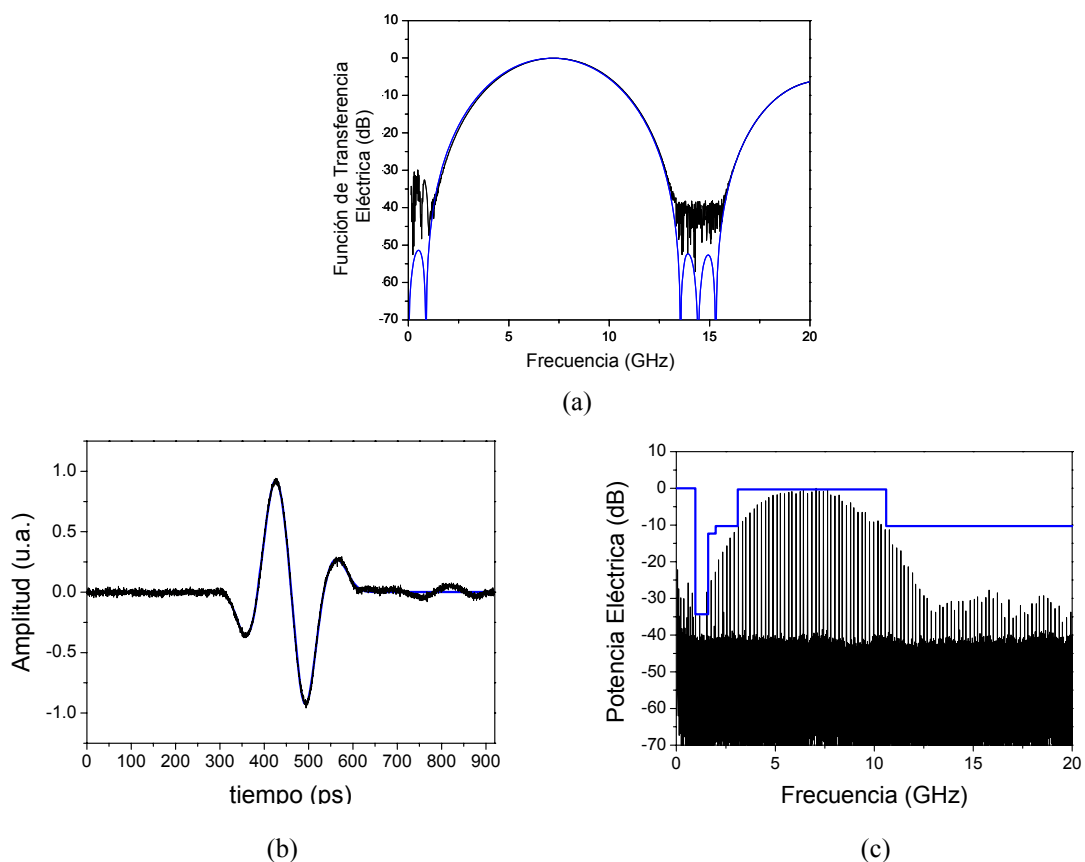 10
0
-10
-20
-30
-40
-50
-60
-70
Función de Transferencia
Eléctrica (dB)
0 5 10 15 20
Frecuencia (GHz)
(a)
1.0
0.5
0.0
-0.5
-1.0
Amplitud (u.a.)
0 100 200 300 400 500 600 700 800 900
tiempo (ps)
(b)
10
0
-10
-20
-30
-40
-50
-60
-70
Potencia Eléctrica (dB)
0 5 10 15 20
Frecuencia (GHz)
(c)